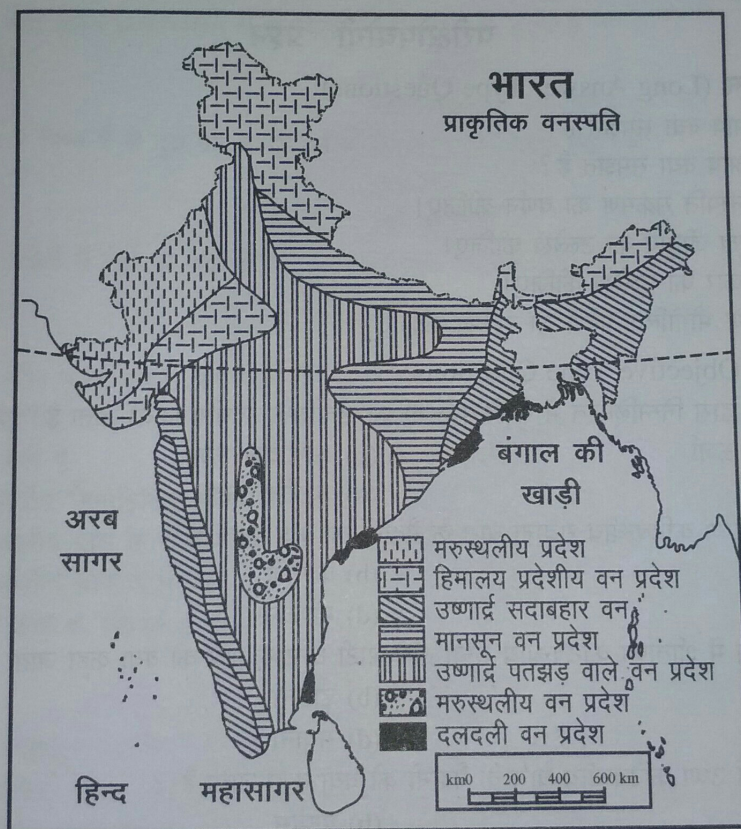 भारत
प्राकृतिक वनस्पति
बंगाल की
खाड़ी
अरब
सागर
मरुस्थलीय प्रदेश
हिमालय प्रदेशीय वन प्रदेश
उष्णार्द्र सदाबहार वन
मानसून वन प्रदेश
उष्णार्द्र पतझड़ वाले वन प्रदेश
मरुस्थलीय वन प्रदेश
दलदली वन प्रदेश
km0 200 400 600 km
हिन्द महासागर